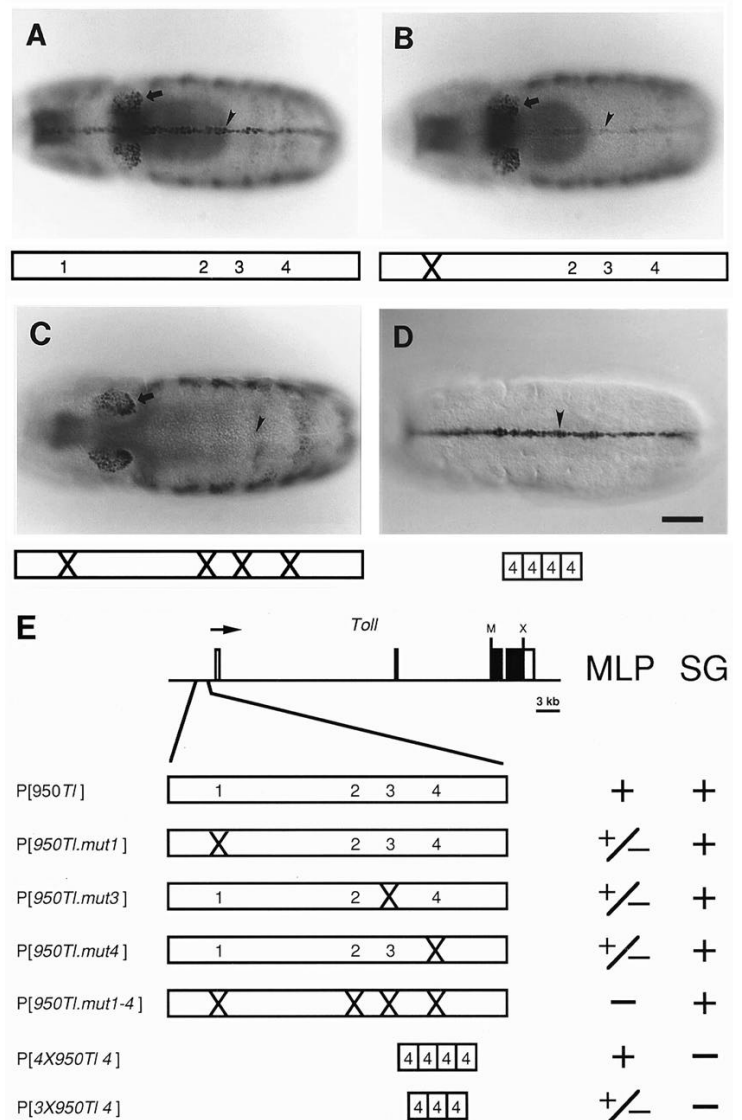 A
B
1 2 3 4
X 2 3 4
C
D
X X X X
4 4 4 4
E
Toll
M X
MLP SG
3 kb
P[950Tl] 1 2 3 4 + +
P[950Tl.mut1] X 2 3 4 +/− +
P[950Tl.mut3] 1 2 X 4 +/− +
P[950Tl.mut4] 1 2 3 X +/− +
P[950Tl.mut1-4] X X X X − +
P[4X950Tl 4] 4 4 4 4 + −
P[3X950Tl 4] 4 4 4 +/− −